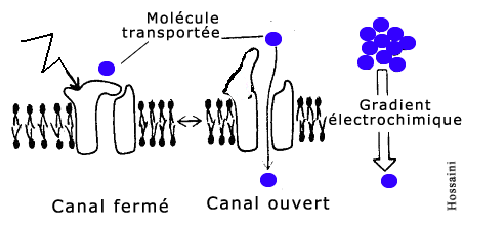 Molécule
transportée
Gradient
électrochimique
Canal fermé
Canal ouvert
Hossaini